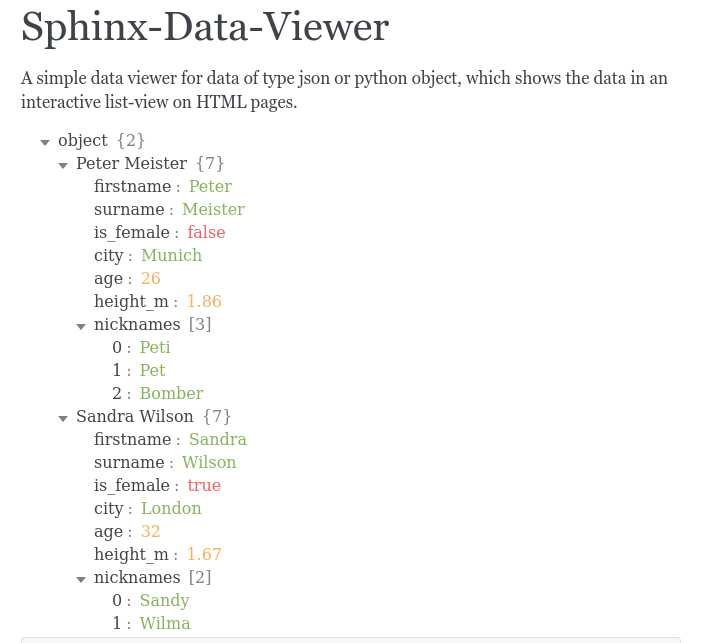 Sphinx-Data-Viewer
A simple data viewer for data of type json or python object, which shows the data in an
interactive list-view on HTML pages.
object {2}
Peter Meister {7}
firstname : Peter
surname : Meister
is_female : false
city : Munich
age : 26
height_m : 1.86
nicknames [3]
0 : Peti
1 : Pet
2 : Bomber
Sandra Wilson {7}
firstname : Sandra
surname : Wilson
is_female : true
city : London
age : 32
height_m : 1.67
nicknames [2]
0 : Sandy
1 : Wilma